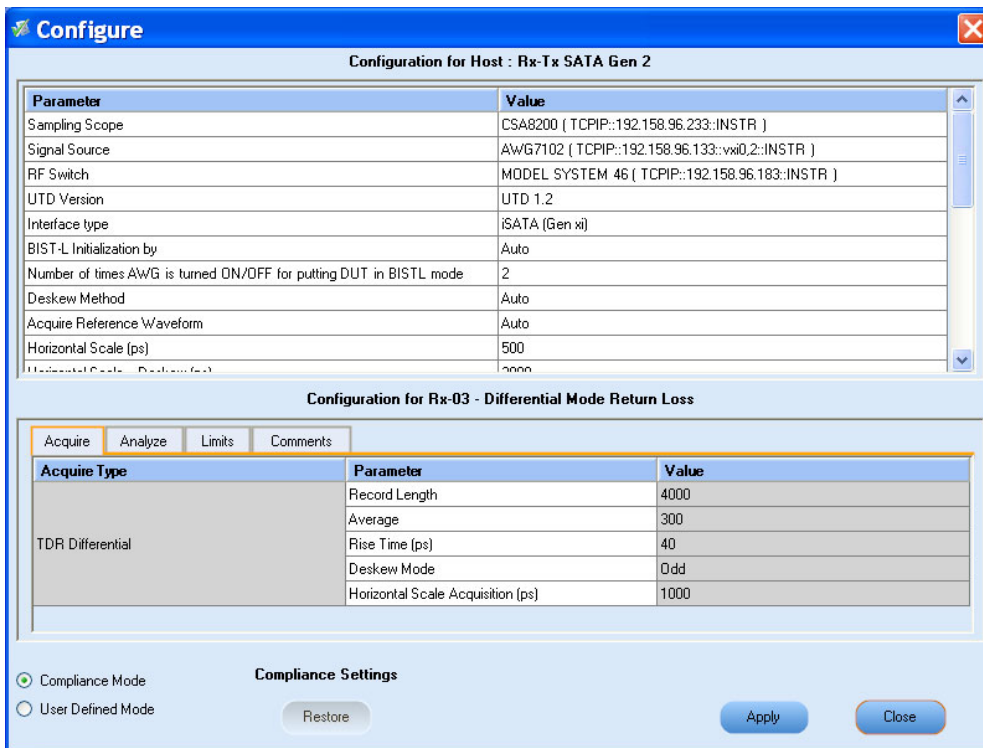 Configure
Configuration for Host : Rx-Tx SATA Gen 2
Parameter Value
Sampling Scope CSA8200 ( TCPIP::192.158.96.233::INSTR )
Signal Source AWG7102 ( TCPIP::192.158.96.133::vxi0,2::INSTR )
RF Switch MODEL SYSTEM 46 ( TCPIP::192.158.96.183::INSTR )
UTD Version UTD 1.2
Interface type iSATA (Gen xi)
BIST-L Initialization by Auto
Number of times AWG is turned ON/OFF for putting DUT in BISTL mode 2
Deskew Method Auto
Acquire Reference Waveform Auto
Horizontal Scale (ps) 500
Configuration for Rx-03 - Differential Mode Return Loss
Acquire Analyze Limits Comments
Acquire Type Parameter Value
TDR Differential
Record Length 4000
Average 300
Rise Time (ps) 40
Deskew Mode Odd
Horizontal Scale Acquisition (ps) 1000
Compliance Mode
User Defined Mode
Compliance Settings
Restore Apply Close